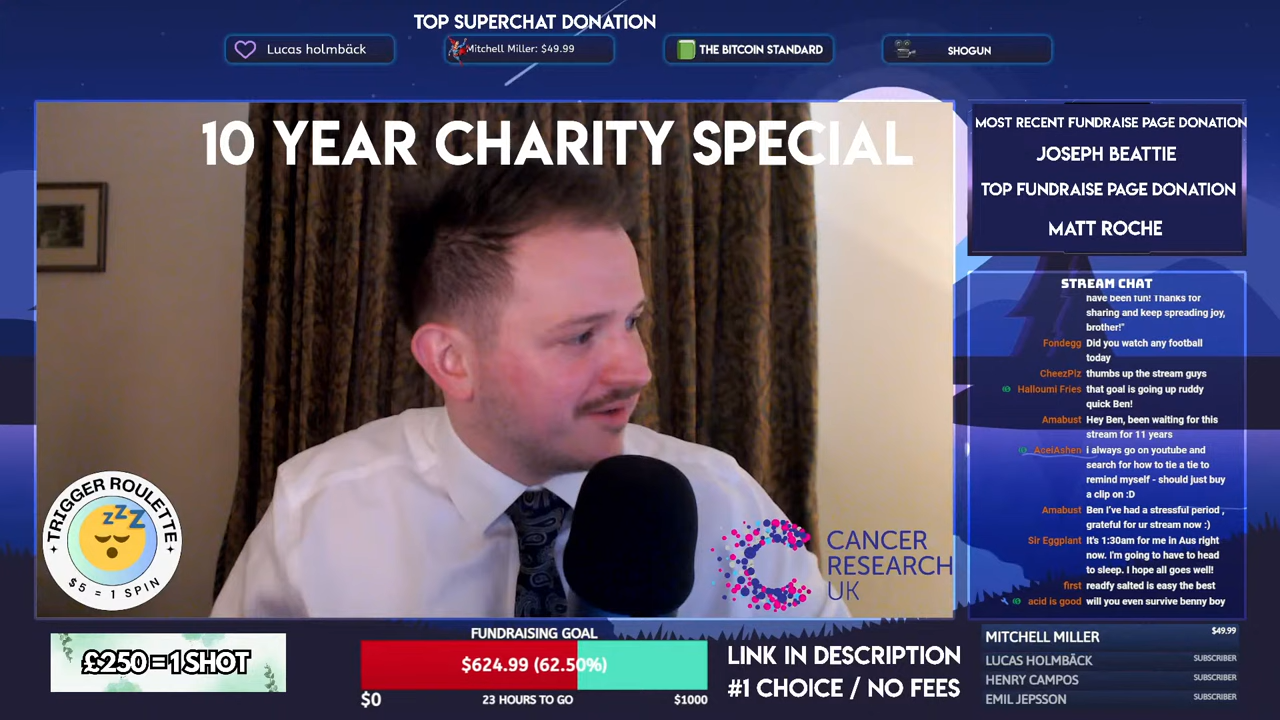 TOP SUPERCHAT DONATION
Lucas holmbäck
Mitchell Miller: $49.99
THE BITCOIN STANDARD
SHOGUN
10 YEAR CHARITY SPECIAL
MOST RECENT FUNDRAISE PAGE DONATION
JOSEPH BEATTIE
TOP FUNDRAISE PAGE DONATION
MATT ROCHE
STREAM CHAT
have been fun! Thanks for
sharing and keep spreading joy,
brother!"
Fondegg Did you watch any football
today
CheezPlz thumbs up the stream guys
Halloumi Fries that goal is going up ruddy
quick Ben!
Amabust Hey Ben, been waiting for this
stream for 11 years
AceiAshen i always go on youtube and
search for how to tie a tie to
remind myself - should just buy
a clip on :D
Amabust Ben I've had a stressful period ,
grateful for ur stream now :)
Sir Eggplant It's 1:30am for me in Aus right
now. I'm going to have to head
to sleep. I hope all goes well!
first readfy salted is easy the best
acid is good will you even survive benny boy
TRIGGER ROULETTE
zzz
$5 = 1 SPIN
CANCER
RESEARCH
UK
£250 = 1 SHOT
FUNDRAISING GOAL
$624.99 (62.50%)
$0
23 HOURS TO GO
$1000
LINK IN DESCRIPTION
#1 CHOICE / NO FEES
MITCHELL MILLER $49.99
LUCAS HOLMBÄCK SUBSCRIBER
HENRY CAMPOS SUBSCRIBER
EMIL JEPSSON SUBSCRIBER